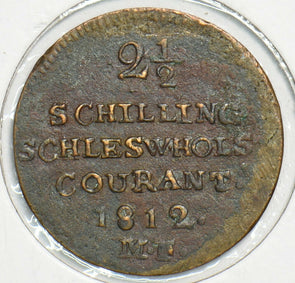 2½
SCHILLING
SCHLESWHOLS
COURANT.
1812.
M.F.